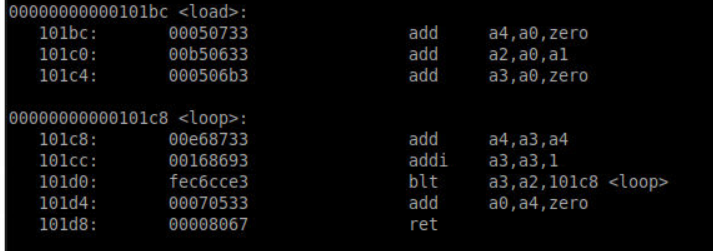 00000000000101bc <load>:
101bc: 00050733 add a4,a0,zero
101c0: 00b50633 add a2,a0,a1
101c4: 000506b3 add a3,a0,zero
00000000000101c8 <loop>:
101c8: 00e68733 add a4,a3,a4
101cc: 00168693 addi a3,a3,1
101d0: fec6cce3 blt a3,a2,101c8 <loop>
101d4: 00070533 add a0,a4,zero
101d8: 00008067 ret